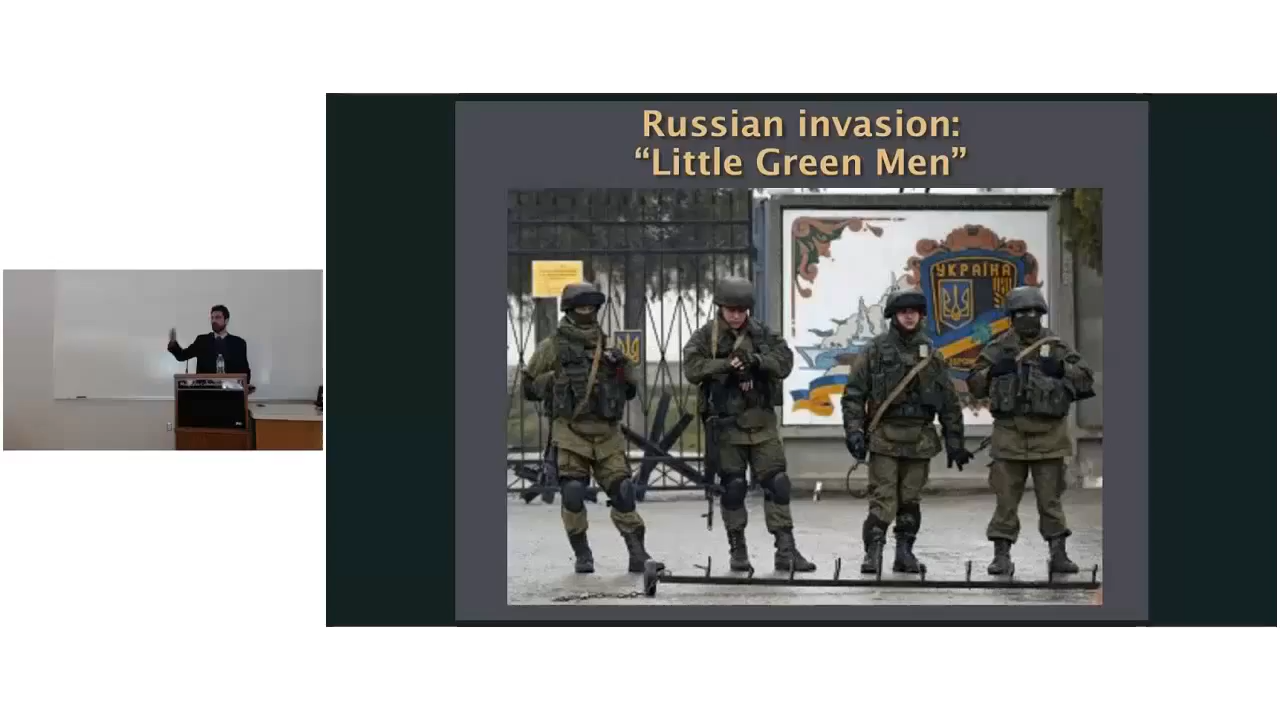 Russian invasion:
“Little Green Men”
УКРАЇНА